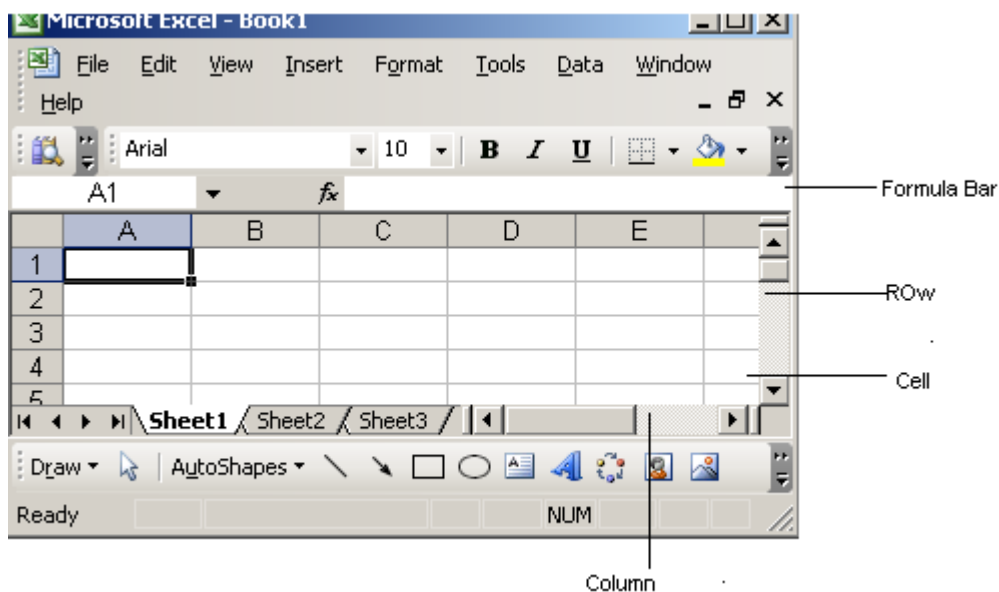 Microsoft Excel - Book1
File Edit View Insert Format Tools Data Window
Help
Arial 10 B I U
A1 fx
Formula Bar
A B C D E
1
2
ROw
3
4
Cell
5
Sheet1 Sheet2 Sheet3
Draw AutoShapes
Ready NUM
Column